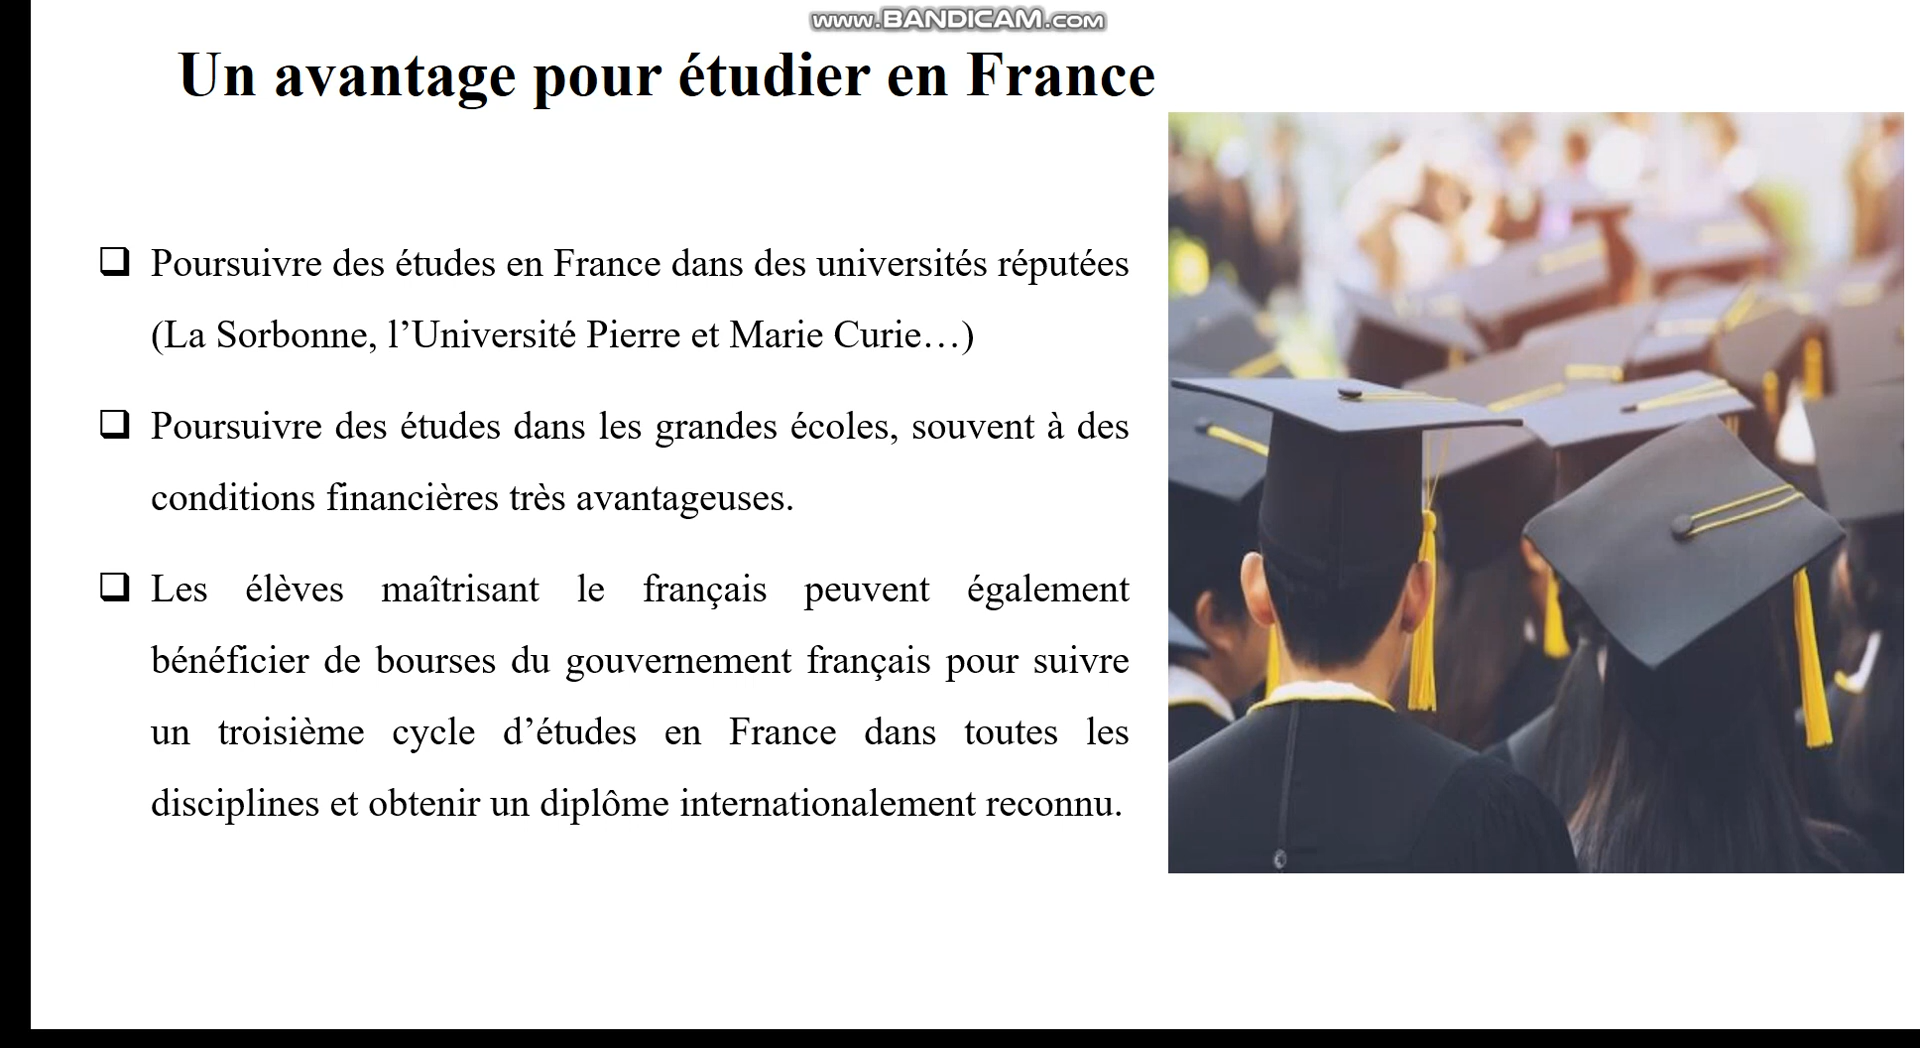 www.BANDICAM.com
Un avantage pour étudier en France
Poursuivre des études en France dans des universités réputées
(La Sorbonne, l’Université Pierre et Marie Curie…)
Poursuivre des études dans les grandes écoles, souvent à des
conditions financières très avantageuses.
Les élèves maîtrisant le français peuvent également
bénéficier de bourses du gouvernement français pour suivre
un troisième cycle d’études en France dans toutes les
disciplines et obtenir un diplôme internationalement reconnu.